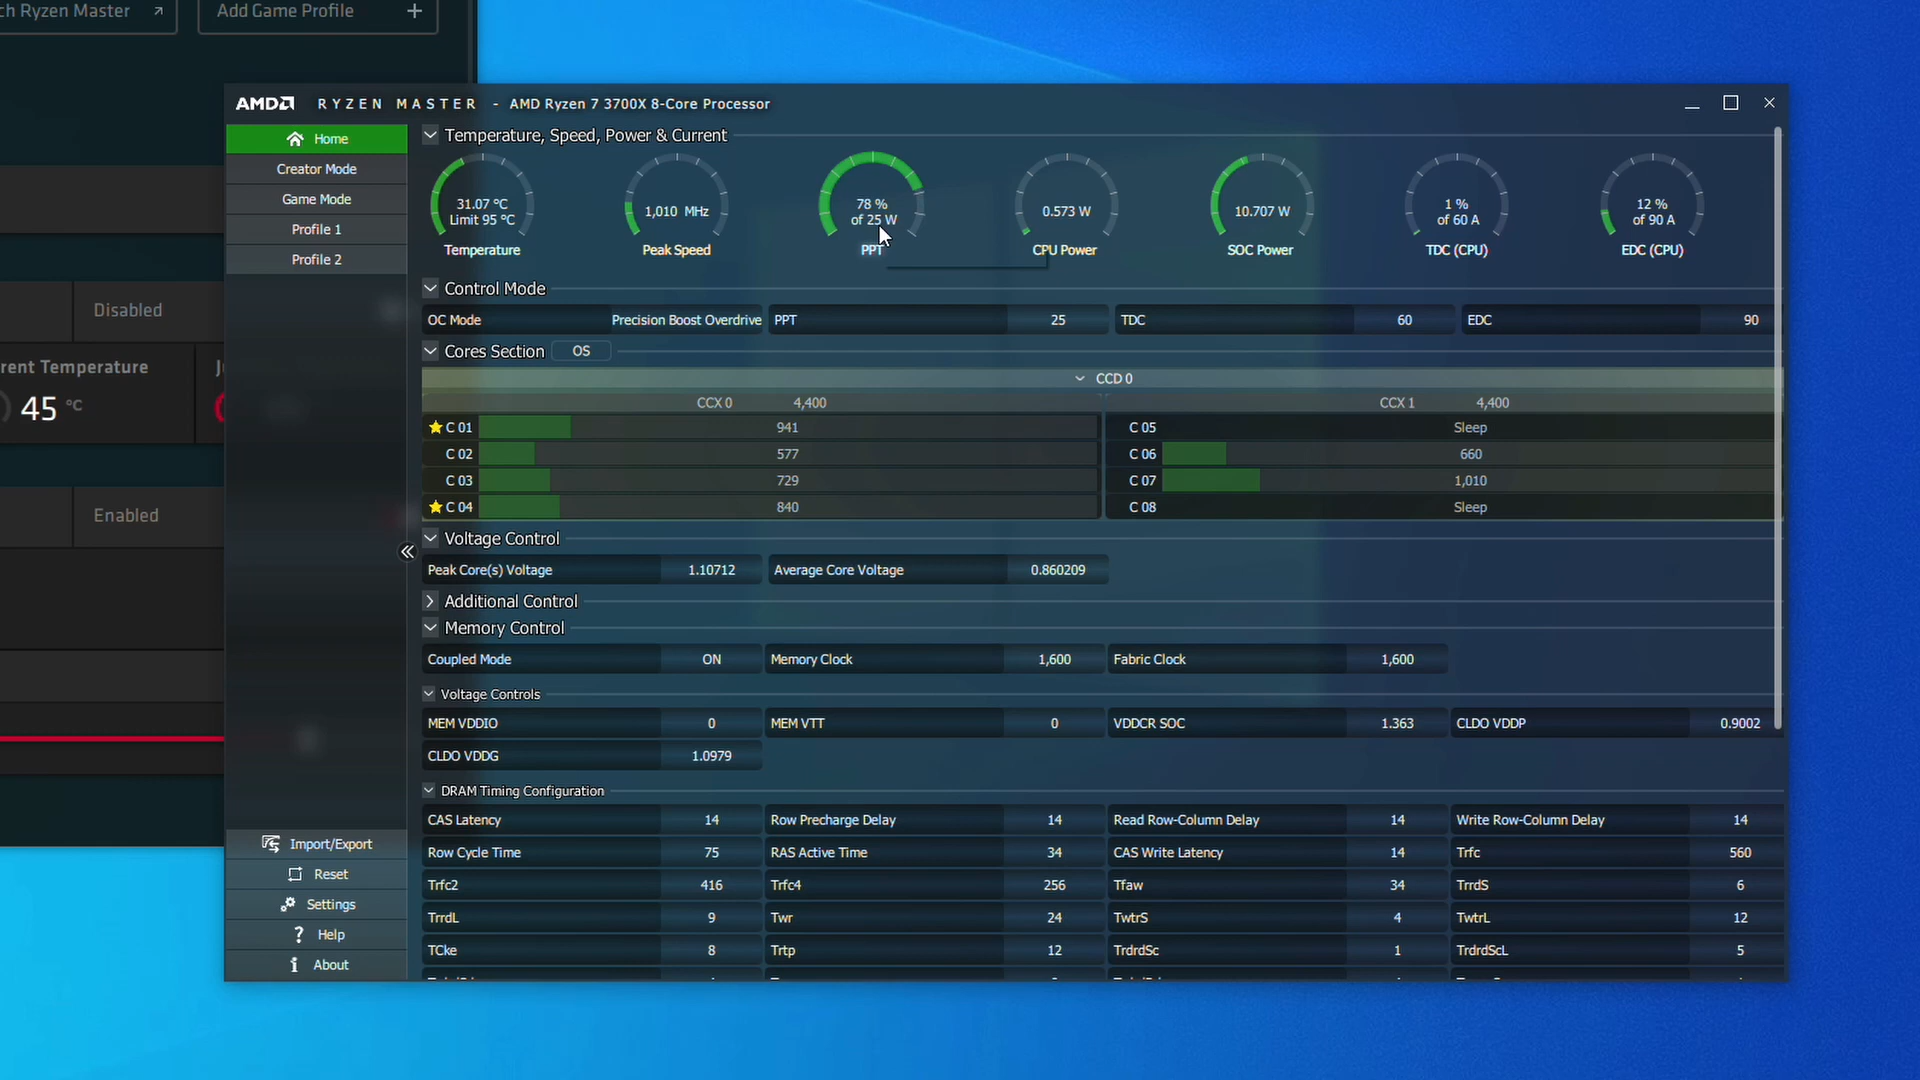 ch Ryzen Master
Add Game Profile +
Disabled
rent Temperature
45 °C
Enabled
AMD RYZEN MASTER - AMD Ryzen 7 3700X 8-Core Processor
Home
Creator Mode
Game Mode
Profile 1
Profile 2
Import/Export
Reset
Settings
? Help
i About
Temperature, Speed, Power & Current
31.07 °C
Limit 95 °C
Temperature
1,010 MHz
Peak Speed
78 %
of 25 W
PPT
0.573 W
CPU Power
10.707 W
SOC Power
1 %
of 60 A
TDC (CPU)
12 %
of 90 A
EDC (CPU)
Control Mode
OC Mode Precision Boost Overdrive PPT 25 TDC 60 EDC 90
Cores Section OS
CCD 0
CCX 0 4,400 CCX 1 4,400
C 01 941 C 05 Sleep
C 02 577 C 06 660
C 03 729 C 07 1,010
C 04 840 C 08 Sleep
Voltage Control
Peak Core(s) Voltage 1.10712 Average Core Voltage 0.860209
Additional Control
Memory Control
Coupled Mode ON Memory Clock 1,600 Fabric Clock 1,600
Voltage Controls
MEM VDDIO 0 MEM VTT 0 VDDCR SOC 1.363 CLDO VDDP 0.9002
CLDO VDDG 1.0979
DRAM Timing Configuration
CAS Latency 14 Row Precharge Delay 14 Read Row-Column Delay 14 Write Row-Column Delay 14
Row Cycle Time 75 RAS Active Time 34 CAS Write Latency 14 Trfc 560
Trfc2 416 Trfc4 256 Tfaw 34 TrrdS 6
TrrdL 9 Twr 24 TwtrS 4 TwtrL 12
TCke 8 Trtp 12 TrdrdSc 1 TrdrdScL 5